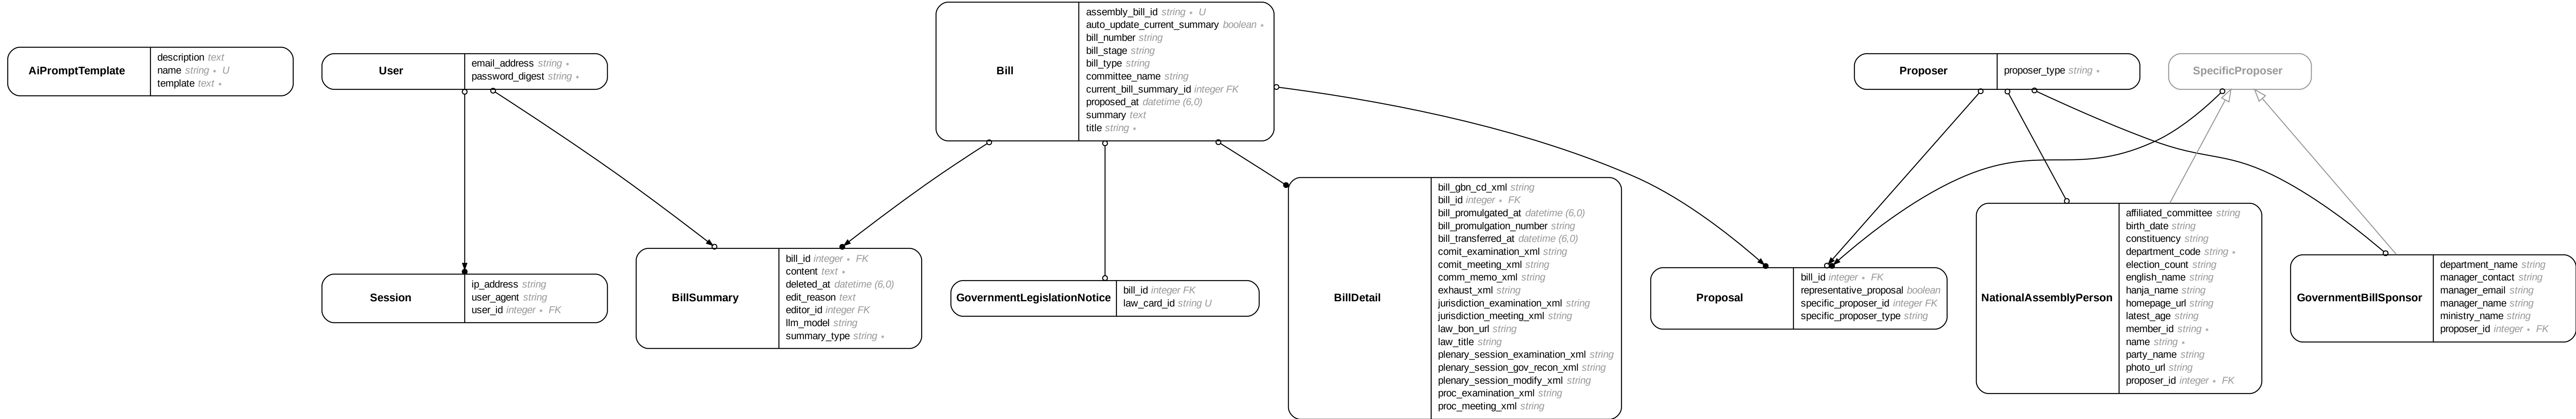 AiPromptTemplate
description text
name string ∗ U
template text ∗
User
email_address string ∗
password_digest string ∗
Bill
assembly_bill_id string ∗ U
auto_update_current_summary boolean ∗
bill_number string
bill_stage string
bill_type string
committee_name string
current_bill_summary_id integer FK
proposed_at datetime (6,0)
summary text
title string ∗
Proposer
proposer_type string ∗
SpecificProposer
Session
ip_address string
user_agent string
user_id integer ∗ FK
BillSummary
bill_id integer ∗ FK
content text ∗
deleted_at datetime (6,0)
edit_reason text
editor_id integer FK
llm_model string
summary_type string ∗
GovernmentLegislationNotice
bill_id integer FK
law_card_id string U
BillDetail
bill_gbn_cd_xml string
bill_id integer ∗ FK
bill_promulgated_at datetime (6,0)
bill_promulgation_number string
bill_transferred_at datetime (6,0)
comit_examination_xml string
comit_meeting_xml string
comm_memo_xml string
exhaust_xml string
jurisdiction_examination_xml string
jurisdiction_meeting_xml string
law_bon_url string
law_title string
plenary_session_examination_xml string
plenary_session_gov_recon_xml string
plenary_session_modify_xml string
proc_examination_xml string
proc_meeting_xml string
Proposal
bill_id integer ∗ FK
representative_proposal boolean
specific_proposer_id integer FK
specific_proposer_type string
NationalAssemblyPerson
affiliated_committee string
birth_date string
constituency string
department_code string ∗
election_count string
english_name string
hanja_name string
homepage_url string
latest_age string
member_id string ∗
name string ∗
party_name string
photo_url string
proposer_id integer ∗ FK
GovernmentBillSponsor
department_name string
manager_contact string
manager_email string
manager_name string
ministry_name string
proposer_id integer ∗ FK